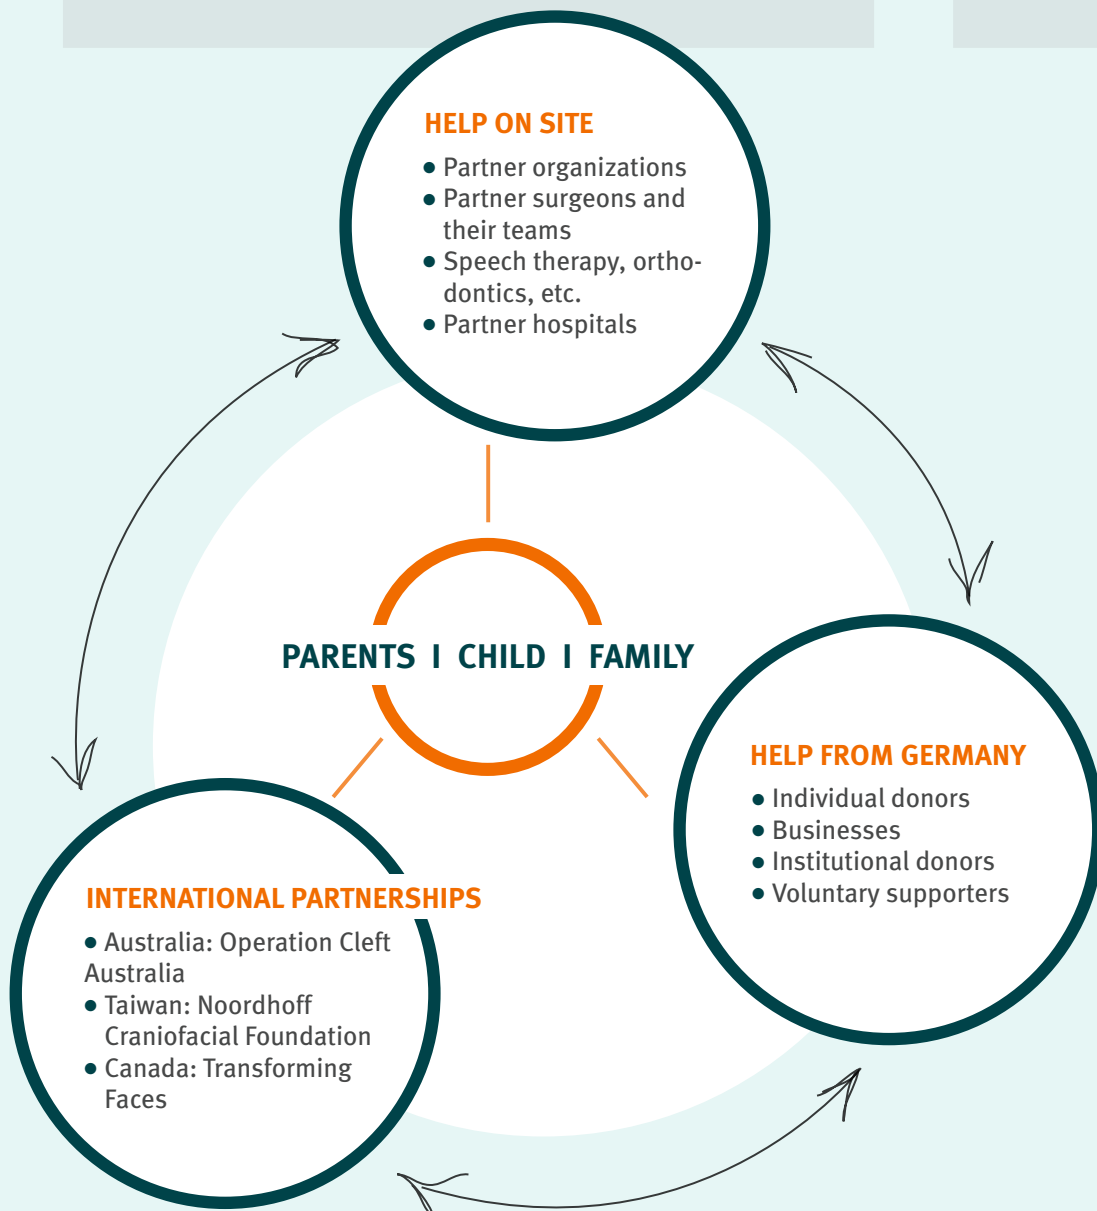 HELP ON SITE
● Partner organizations
● Partner surgeons and
their teams
● Speech therapy, ortho-
dontics, etc.
● Partner hospitals
PARENTS I CHILD I FAMILY
HELP FROM GERMANY
● Individual donors
● Businesses
● Institutional donors
● Voluntary supporters
INTERNATIONAL PARTNERSHIPS
● Australia: Operation Cleft
Australia
● Taiwan: Noordhoff
Craniofacial Foundation
● Canada: Transforming
Faces